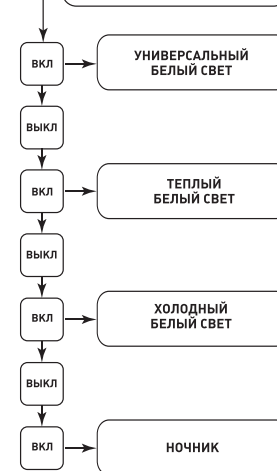 ВКЛ
УНИВЕРСАЛЬНЫЙ
БЕЛЫЙ СВЕТ
ВЫКЛ
ВКЛ
ТЕПЛЫЙ
БЕЛЫЙ СВЕТ
ВЫКЛ
ВКЛ
ХОЛОДНЫЙ
БЕЛЫЙ СВЕТ
ВЫКЛ
ВКЛ
НОЧНИК